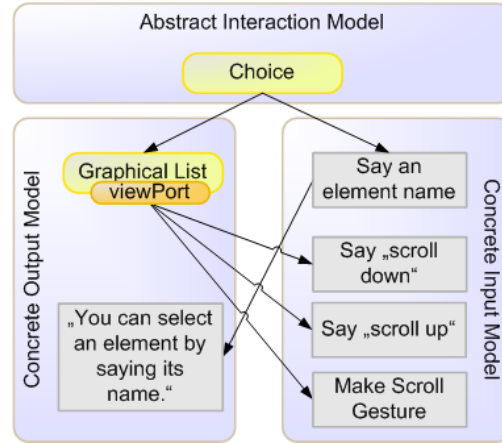 Abstract Interaction Model
Choice
Concrete Output Model
Graphical List
viewPort
„You can select
an element by
saying its
name.“
Concrete Input Model
Say an
element name
Say „scroll
down“
Say „scroll up“
Make Scroll
Gesture